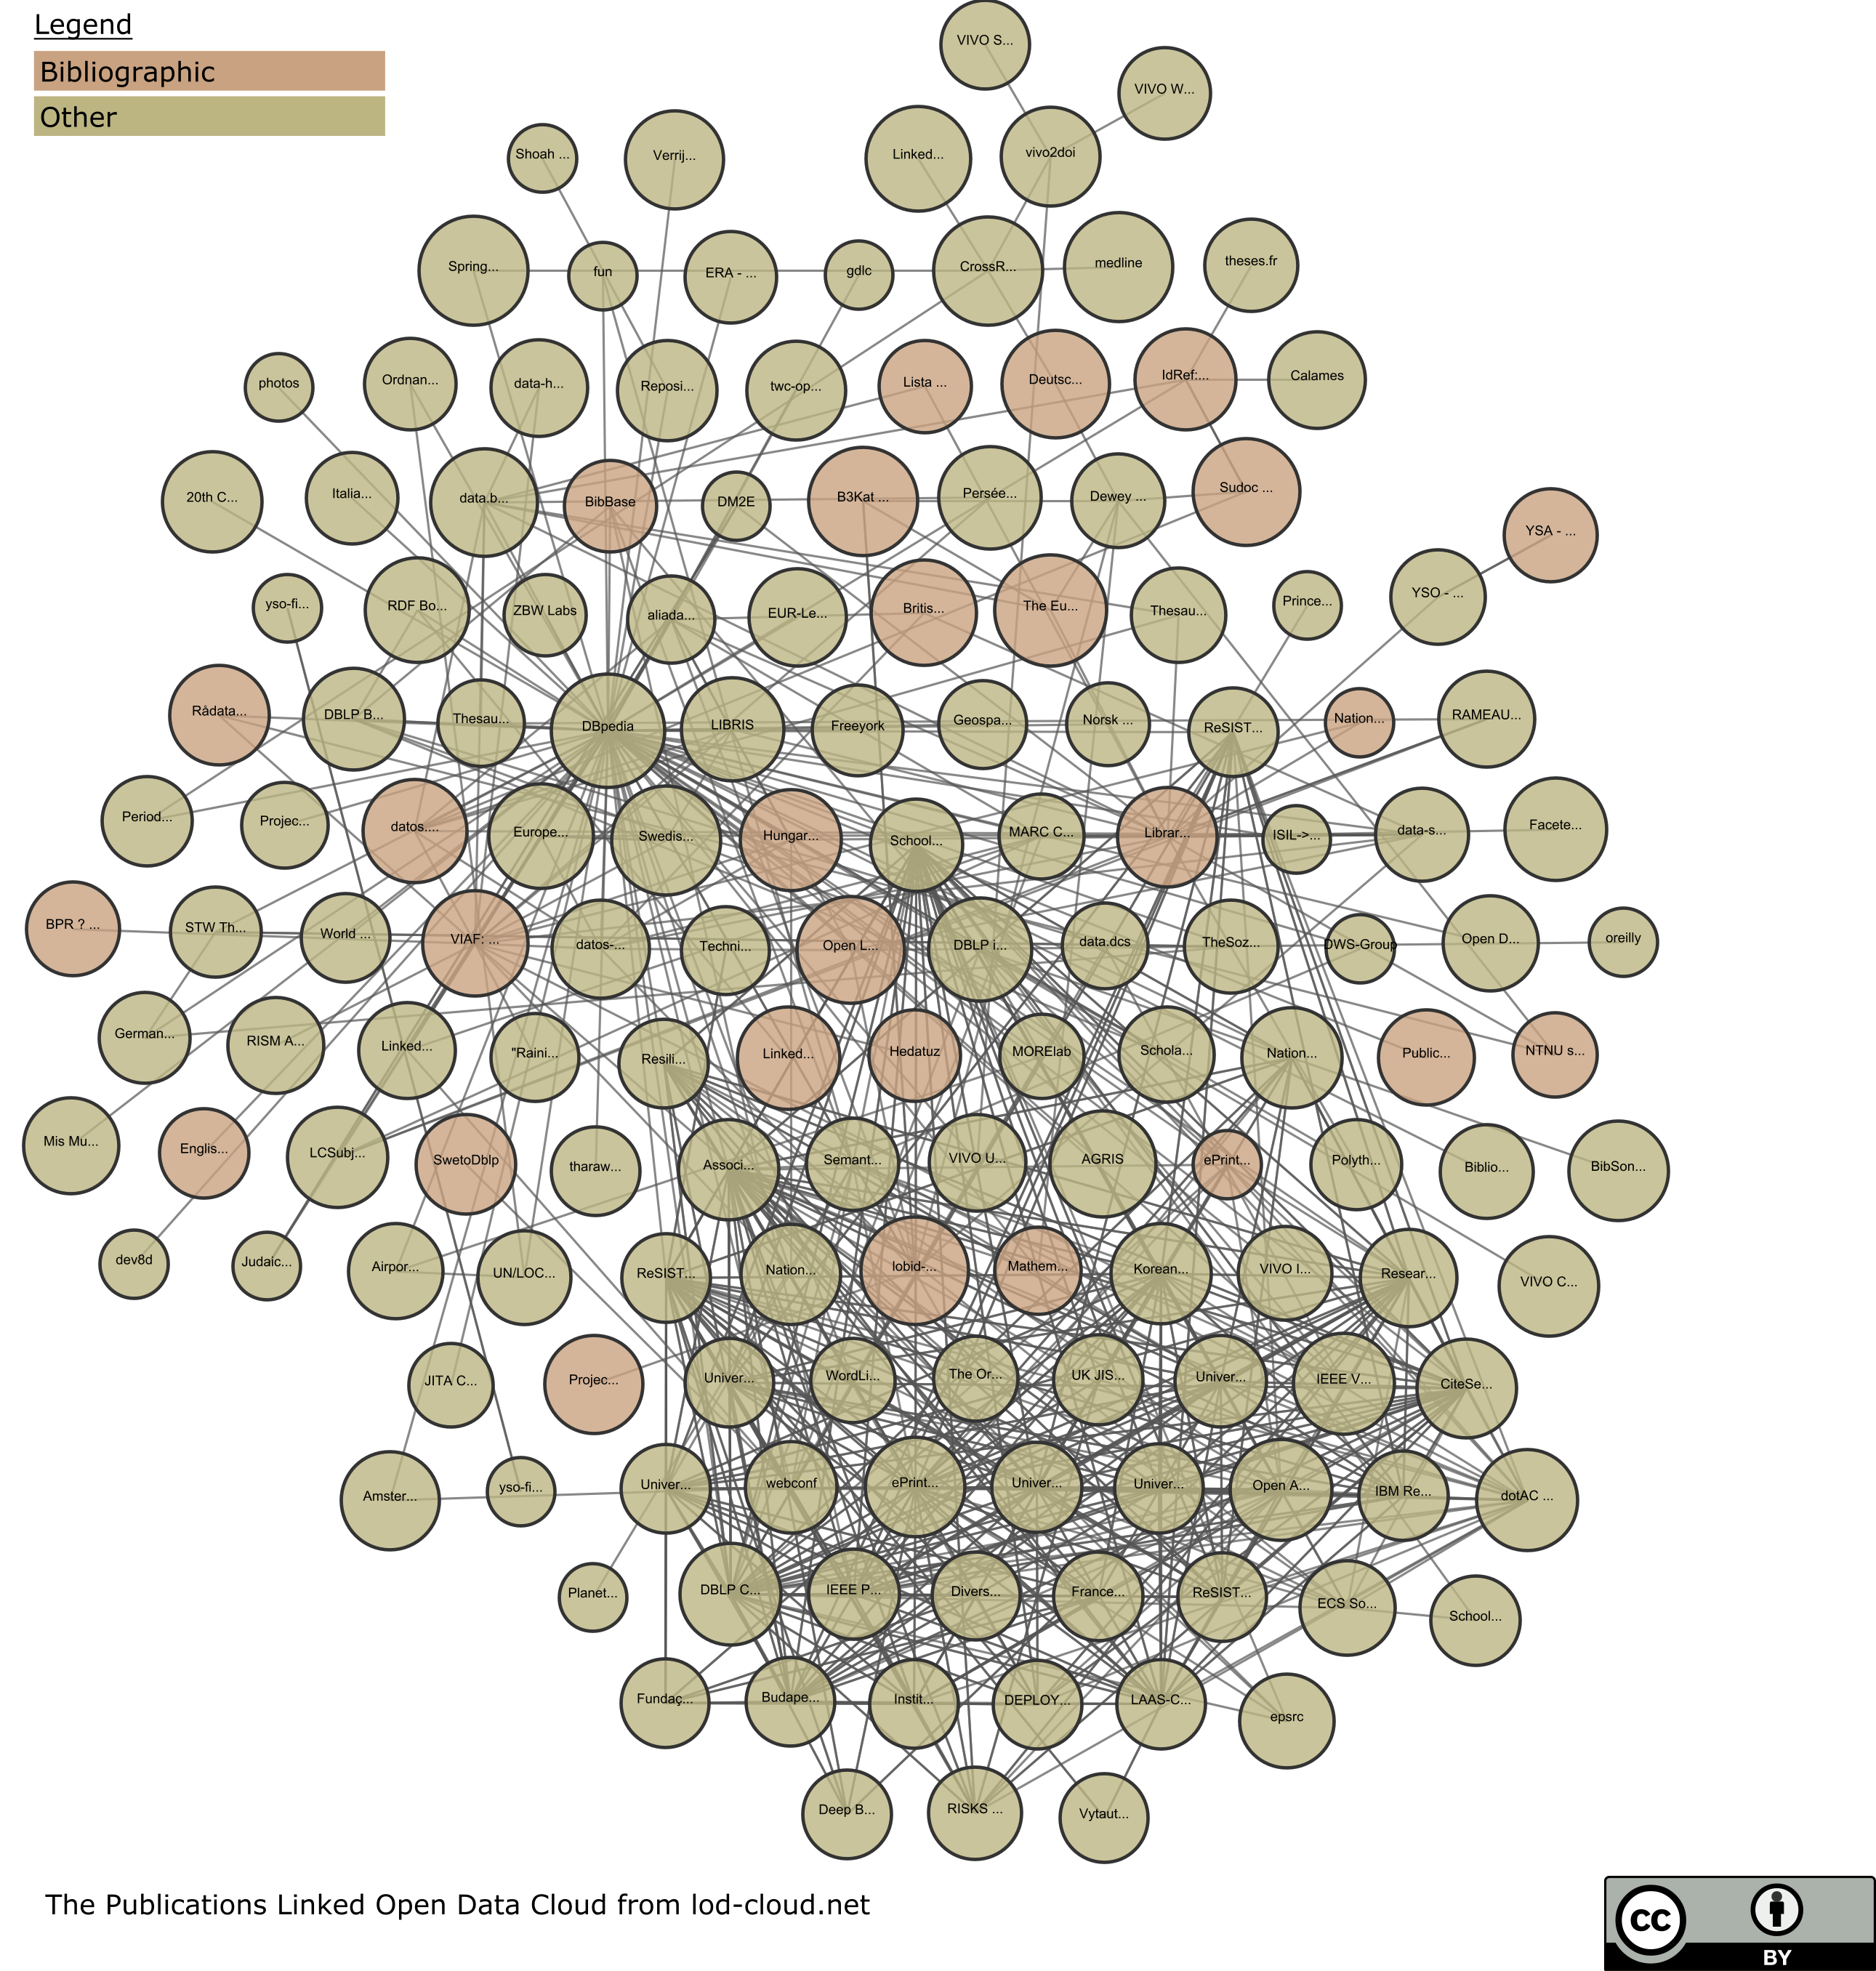 Legend
Bibliographic
Other
VIVO S...
VIVO W...
Shoah ...
Verrij...
Linked...
vivo2doi
Spring...
fun
ERA - ...
gdlc
CrossR...
medline
theses.fr
photos
Ordnan...
data-h...
Reposi...
twc-op...
Lista ...
Deutsc...
IdRef:...
Calames
20th C...
Italia...
data.b...
BibBase
DM2E
B3Kat ...
Persée...
Dewey ...
Sudoc ...
YSA - ...
yso-fi...
RDF Bo...
ZBW Labs
aliada...
EUR-Le...
Britis...
The Eu...
Thesau...
Prince...
YSO - ...
Rådata...
DBLP B...
Thesau...
DBpedia
LIBRIS
Freeyork
Geospa...
Norsk ...
ReSIST...
Nation...
RAMEAU...
Period...
Projec...
datos....
Europe...
Swedis...
Hungar...
School...
MARC C...
Librar...
ISIL->...
data-s...
Facete...
BPR ? ...
STW Th...
World ...
VIAF: ...
datos-...
Techni...
Open L...
DBLP i...
data.dcs
TheSoz...
DWS-Group
Open D...
oreilly
German...
RISM A...
Linked...
"Raini...
Resili...
Linked...
Hedatuz
MORElab
Schola...
Nation...
Public...
NTNU s...
Mis Mu...
Englis...
LCSubj...
SwetoDblp
tharaw...
Associ...
Semant...
VIVO U...
AGRIS
ePrint...
Polyth...
Biblio...
BibSon...
dev8d
Judaic...
Airpor...
UN/LOC...
ReSIST...
Nation...
lobid-...
Mathem...
Korean...
VIVO I...
Resear...
VIVO C...
JITA C...
Projec...
Univer...
WordLi...
The Or...
UK JIS...
Univer...
IEEE V...
CiteSe...
Amster...
yso-fi...
Univer...
webconf
ePrint...
Univer...
Univer...
Open A...
IBM Re...
dotAC ...
Planet...
DBLP C...
IEEE P...
Divers...
France...
ReSIST...
ECS So...
School...
Fundaç...
Budape...
Instit...
DEPLOY...
LAAS-C...
epsrc
Deep B...
RISKS ...
Vytaut...
The Publications Linked Open Data Cloud from lod-cloud.net
cc
BY